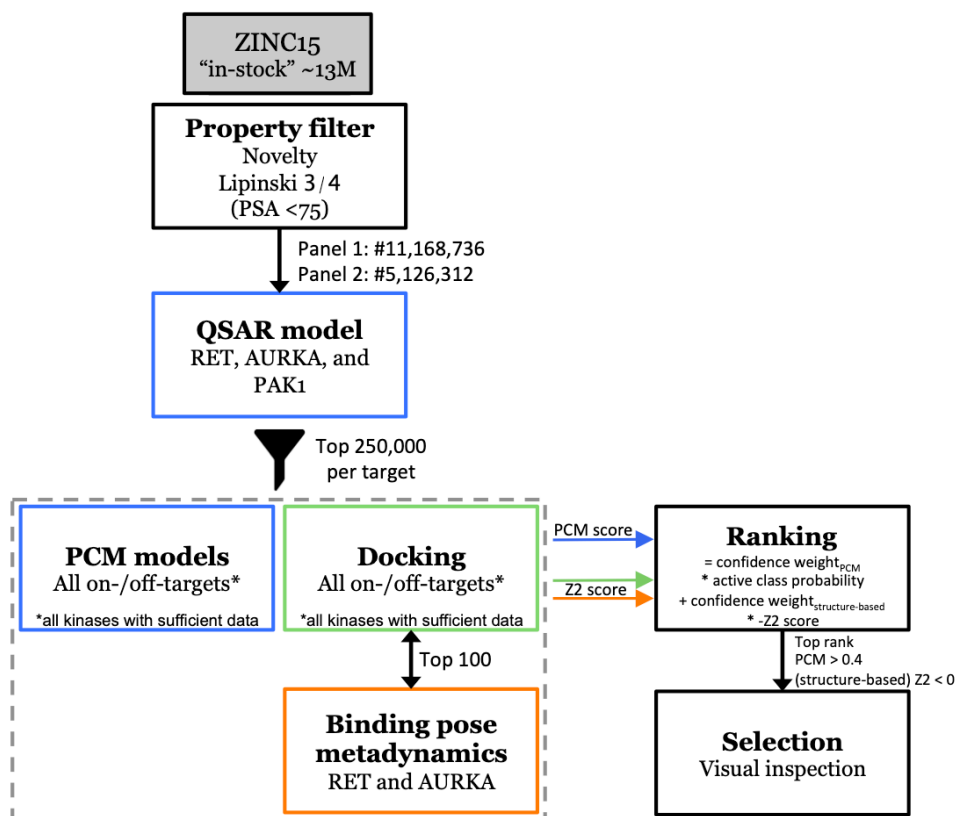 ZINC15
“in-stock” ~13M
Property filter
Novelty
Lipinski 3/4
(PSA <75)
Panel 1: #11,168,736
Panel 2: #5,126,312
QSAR model
RET, AURKA, and
PAK1
Top 250,000
per target
PCM models
All on-/off-targets*
*all kinases with sufficient data
Docking
All on-/off-targets*
*all kinases with sufficient data
PCM score
Z2 score
Ranking
= confidence weightPCM
* active class probability
+ confidence weightstructure-based
* -Z2 score
Top 100
Top rank
PCM > 0.4
(structure-based) Z2 < 0
Binding pose
metadynamics
RET and AURKA
Selection
Visual inspection